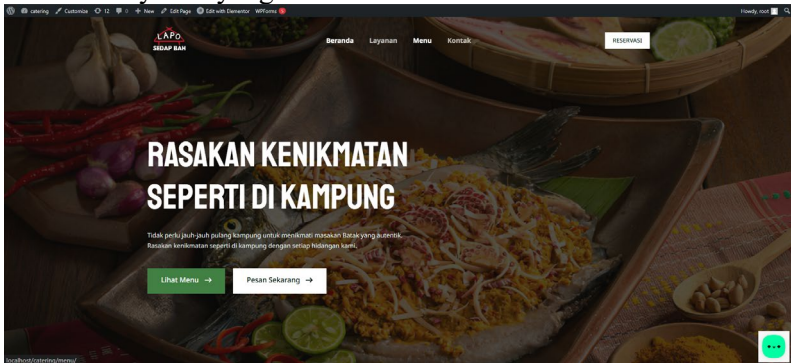 catering Customize 12 0 New Edit Page Edit with Elementor WPForms Howdy, root
LAPO
SEDAP BAH
Beranda Layanan Menu Kontak
RESERVASI
RASAKAN KENIKMATAN
SEPERTI DI KAMPUNG
Tidak perlu jauh-jauh pulang kampung untuk menikmati masakan Batak yang autentik.
Rasakan kenikmatan seperti di kampung dengan setiap hidangan kami.
Lihat Menu → Pesan Sekarang →
localhost/catering/menu/